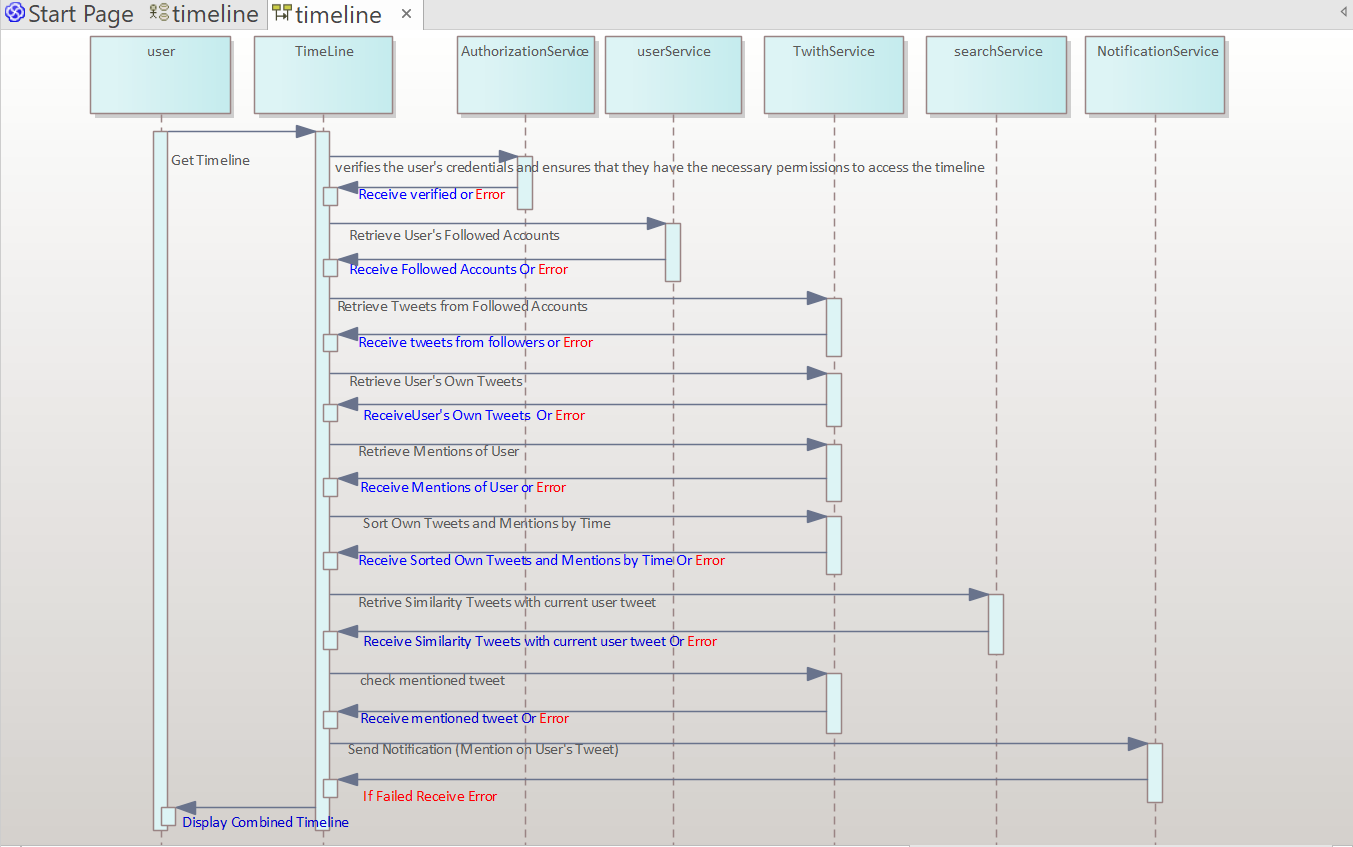 Start Page timeline timeline ×
user TimeLine AuthorizationService userService TwithService searchService NotificationService
Get Timeline
verifies the user's credentials and ensures that they have the necessary permissions to access the timeline
Receive verified or Error
Retrieve User's Followed Accounts
Receive Followed Accounts Or Error
Retrieve Tweets from Followed Accounts
Receive tweets from followers or Error
Retrieve User's Own Tweets
ReceiveUser's Own Tweets Or Error
Retrieve Mentions of User
Receive Mentions of User or Error
Sort Own Tweets and Mentions by Time
Receive Sorted Own Tweets and Mentions by Time Or Error
Retrive Similarity Tweets with current user tweet
Receive Similarity Tweets with current user tweet Or Error
check mentioned tweet
Receive mentioned tweet Or Error
Send Notification (Mention on User's Tweet)
If Failed Receive Error
Display Combined Timeline